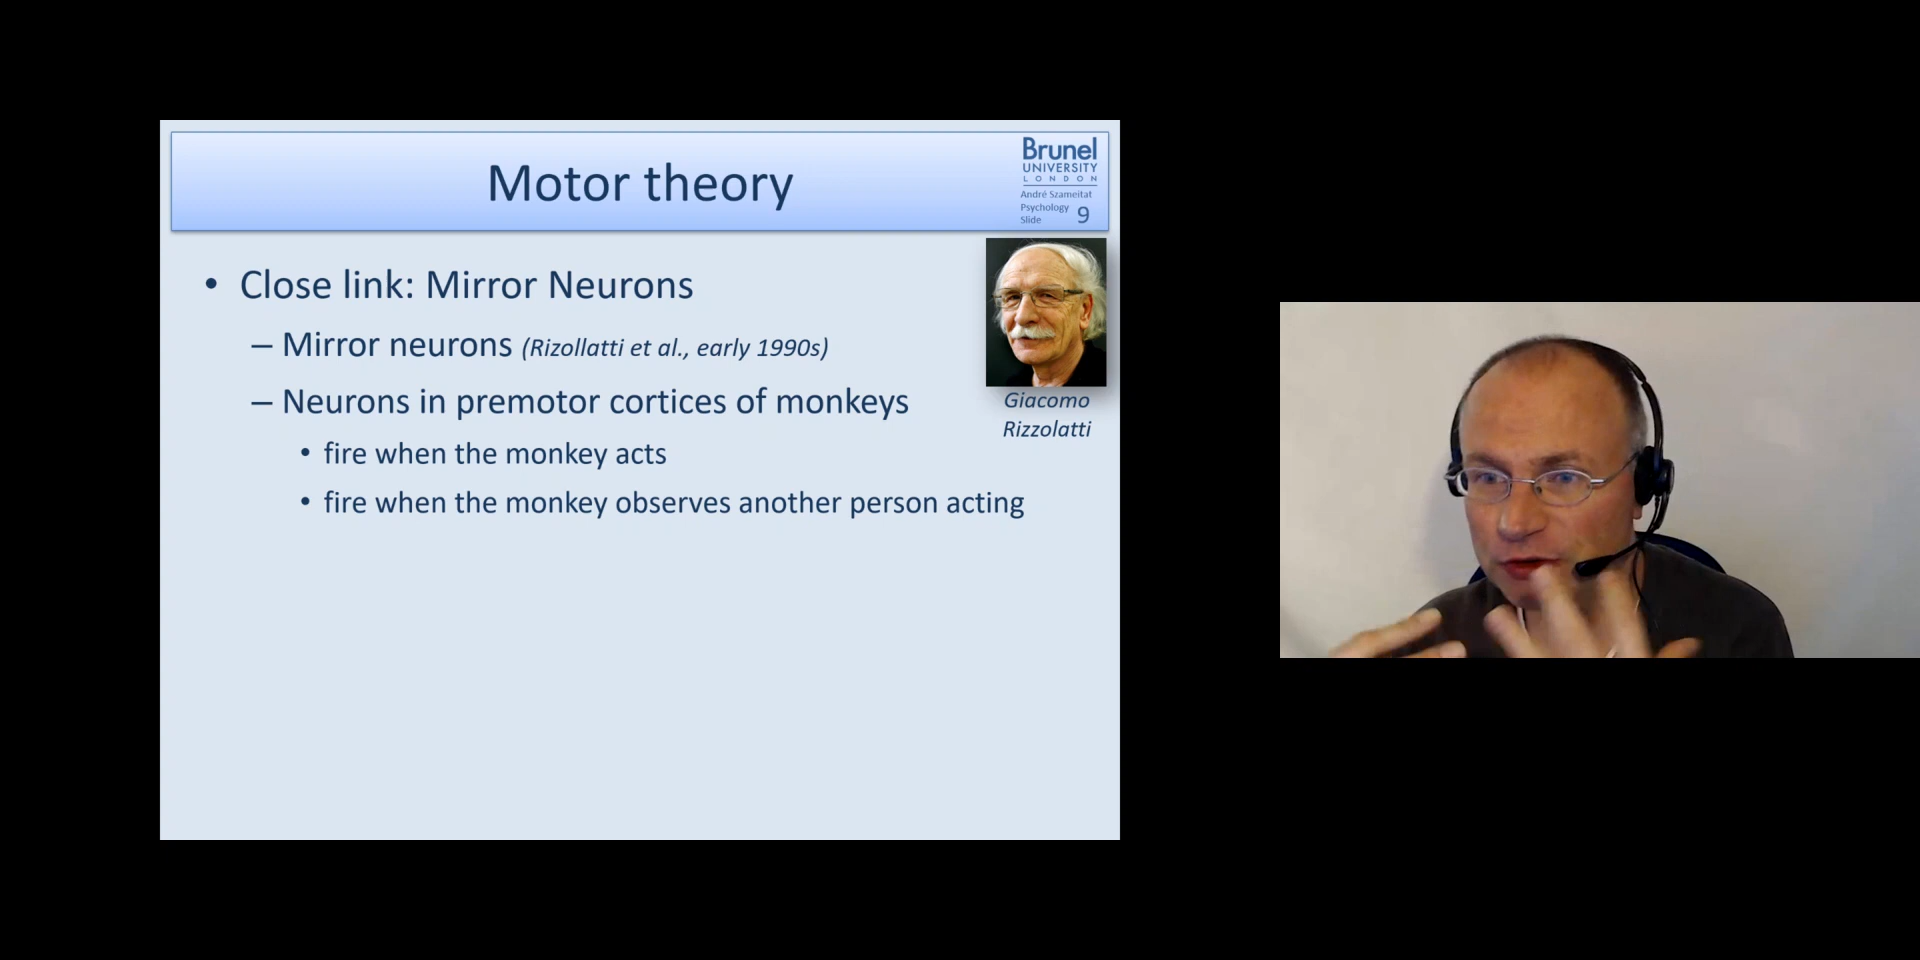 Motor theory
Brunel
UNIVERSITY
LONDON
André Szameitat
Psychology
Slide 9
• Close link: Mirror Neurons
– Mirror neurons (Rizollatti et al., early 1990s)
– Neurons in premotor cortices of monkeys
• fire when the monkey acts
• fire when the monkey observes another person acting
Giacomo
Rizzolatti